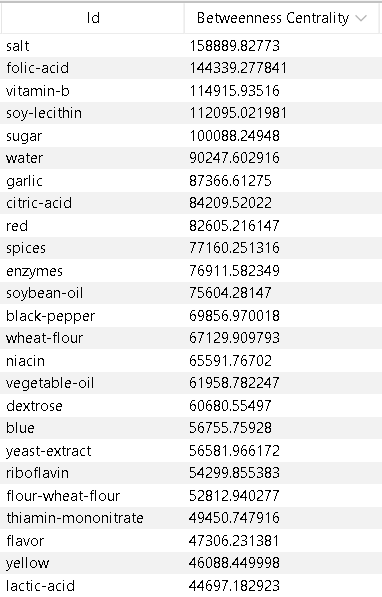 Id Betweenness Centrality
salt 158889.82773
folic-acid 144339.277841
vitamin-b 114915.93516
soy-lecithin 112095.021981
sugar 100088.24948
water 90247.602916
garlic 87366.61275
citric-acid 84209.52022
red 82605.216147
spices 77160.251316
enzymes 76911.582349
soybean-oil 75604.28147
black-pepper 69856.970018
wheat-flour 67129.909793
niacin 65591.76702
vegetable-oil 61958.782247
dextrose 60680.55497
blue 56755.75928
yeast-extract 56581.966172
riboflavin 54299.855383
flour-wheat-flour 52812.940277
thiamin-mononitrate 49450.747916
flavor 47306.231381
yellow 46088.449998
lactic-acid 44697.182923